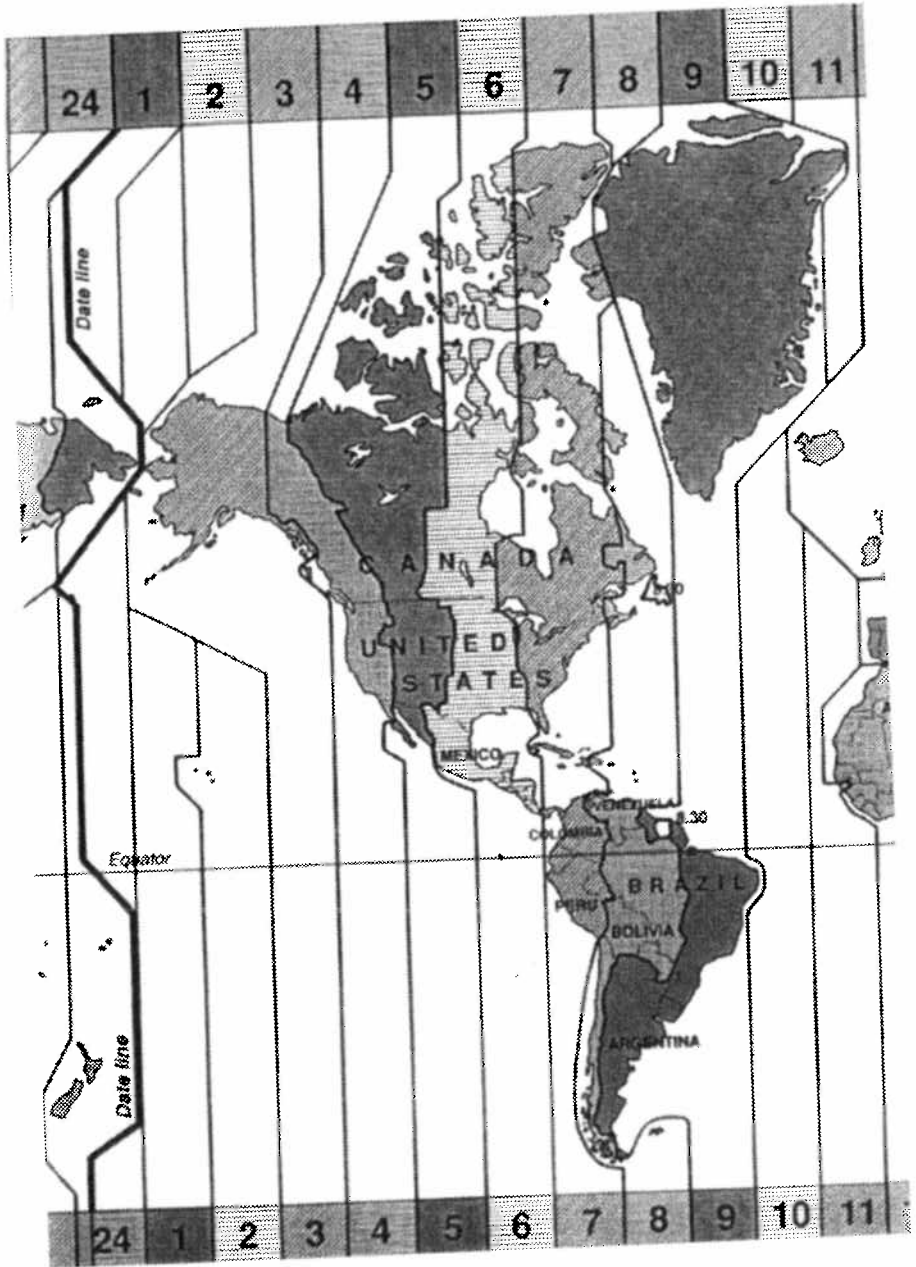 24 1 2 3 4 5 6 7 8 9 10 11
Date line
CANADA
UNITED
STATES
MEXICO
VENEZUELA
8.30
COLOMBIA
Equator
BRAZIL
PERU
BOLIVIA
ARGENTINA
Date line
24 1 2 3 4 5 6 7 8 9 10 11